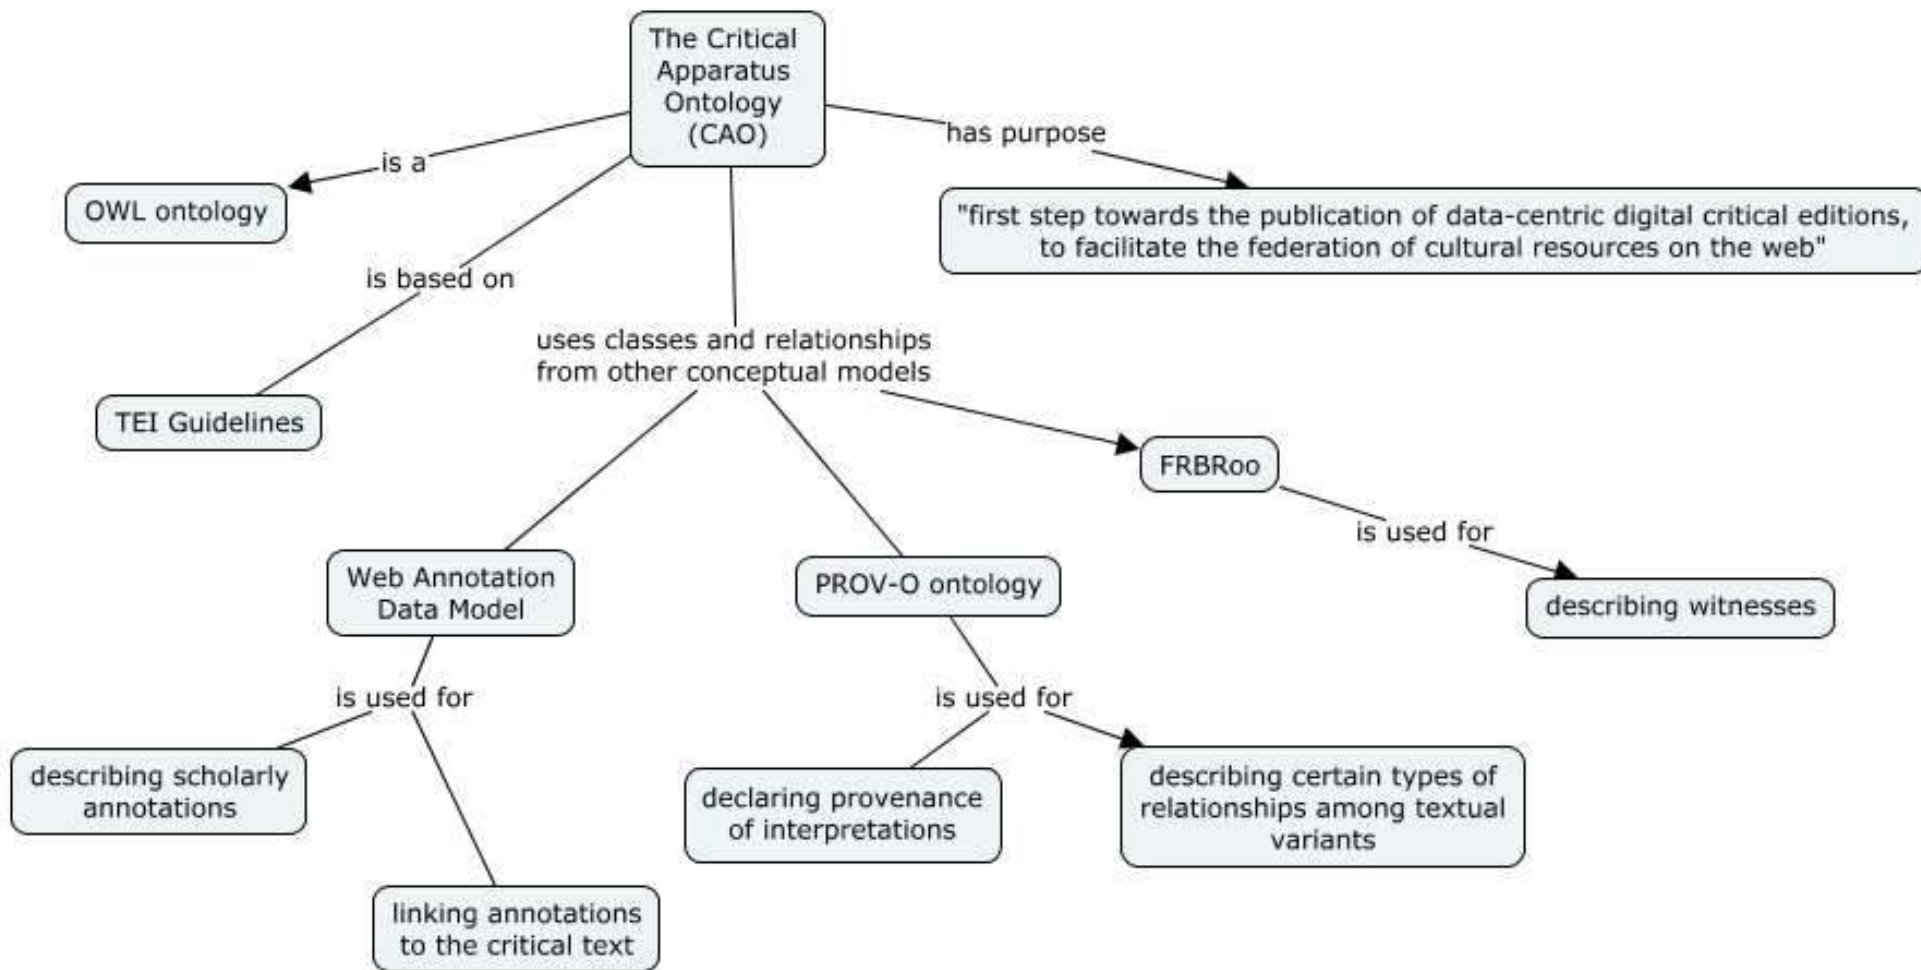 The Critical
Apparatus
Ontology
(CAO)
has purpose
is a
OWL ontology
"first step towards the publication of data-centric digital critical editions,
to facilitate the federation of cultural resources on the web"
is based on
uses classes and relationships
from other conceptual models
TEI Guidelines
FRBRoo
is used for
Web Annotation
Data Model
PROV-O ontology
describing witnesses
is used for
is used for
describing scholarly
annotations
declaring provenance
of interpretations
describing certain types of
relationships among textual
variants
linking annotations
to the critical text